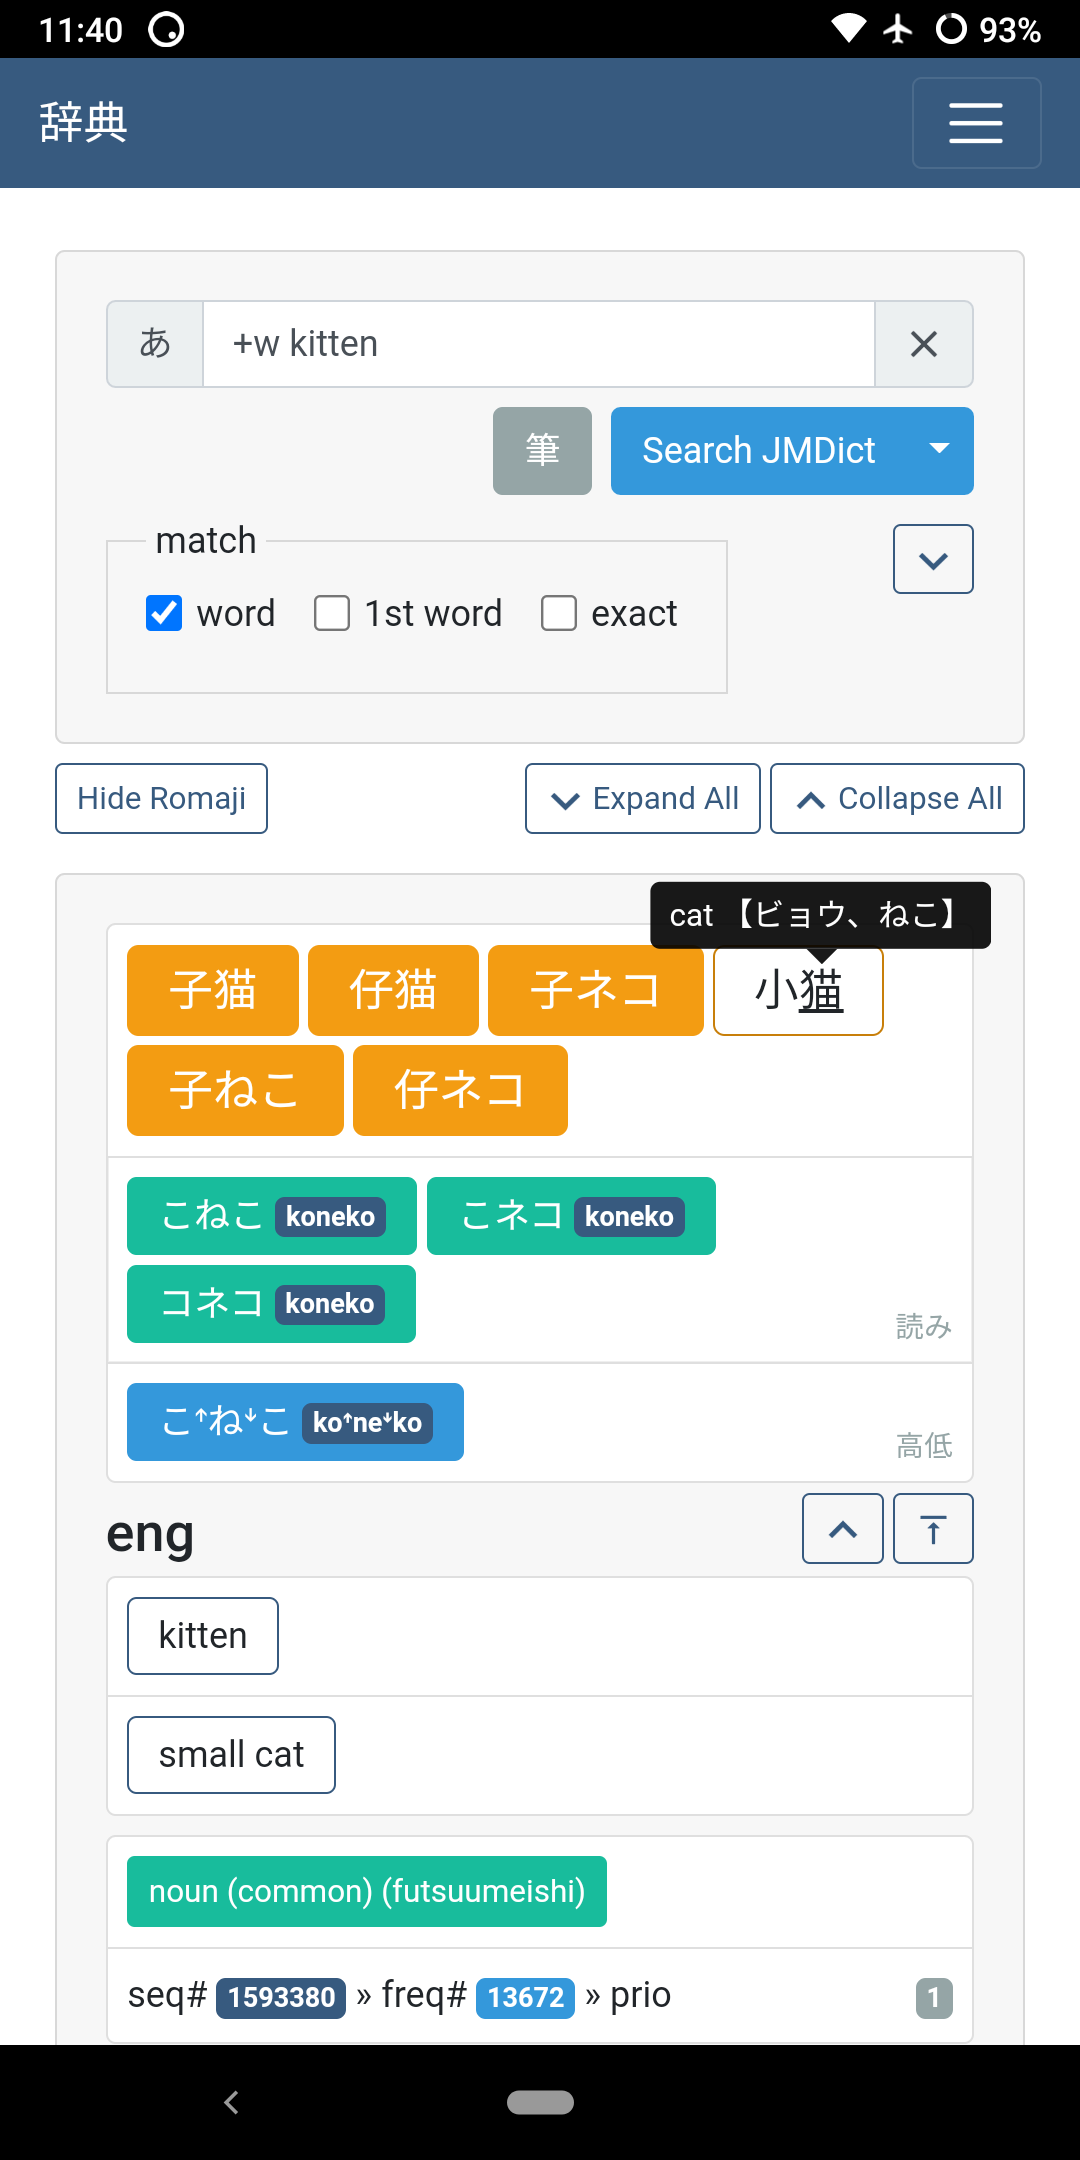 11:40 93%
辞典
あ +w kitten
筆 Search JMDict
match
word 1st word exact
Hide Romaji Expand All Collapse All
cat 【ビョウ、ねこ】
子猫 仔猫 子ネコ 小猫
子ねこ 仔ネコ
こねこ koneko こネコ koneko
コネコ koneko
読み
こ↑ね↓こ ko↑ne↓ko
高低
eng
kitten
small cat
noun (common) (futsuumeishi)
seq# 1593380 » freq# 13672 » prio 1